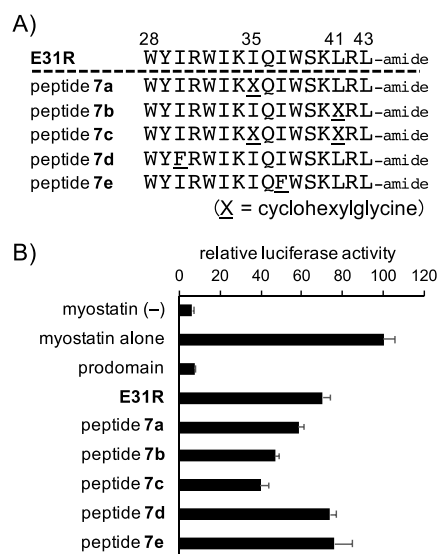 A)
28 35 41 43
E31R WYIRWIKIQIWSKLRL-amide
peptide 7a WYIRWIKXQIWSKLRL-amide
peptide 7b WYIRWIKIQIWSKXRL-amide
peptide 7c WYIRWIKXQIWSKXRL-amide
peptide 7d WYFRWIKIQIWSKLRL-amide
peptide 7e WYIRWIKIQFWSKLRL-amide
(X = cyclohexylglycine)
B)
relative luciferase activity
0 20 40 60 80 100 120
myostatin (–)
myostatin alone
prodomain
E31R
peptide 7a
peptide 7b
peptide 7c
peptide 7d
peptide 7e